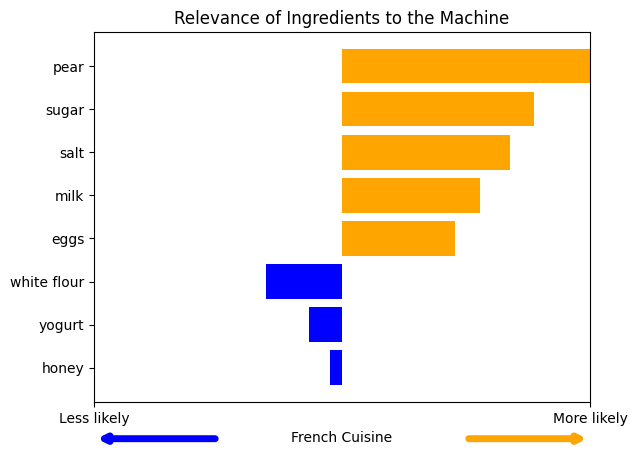 Relevance of Ingredients to the Machine
pear
sugar
salt
milk
eggs
white flour
yogurt
honey
Less likely
More likely
French Cuisine